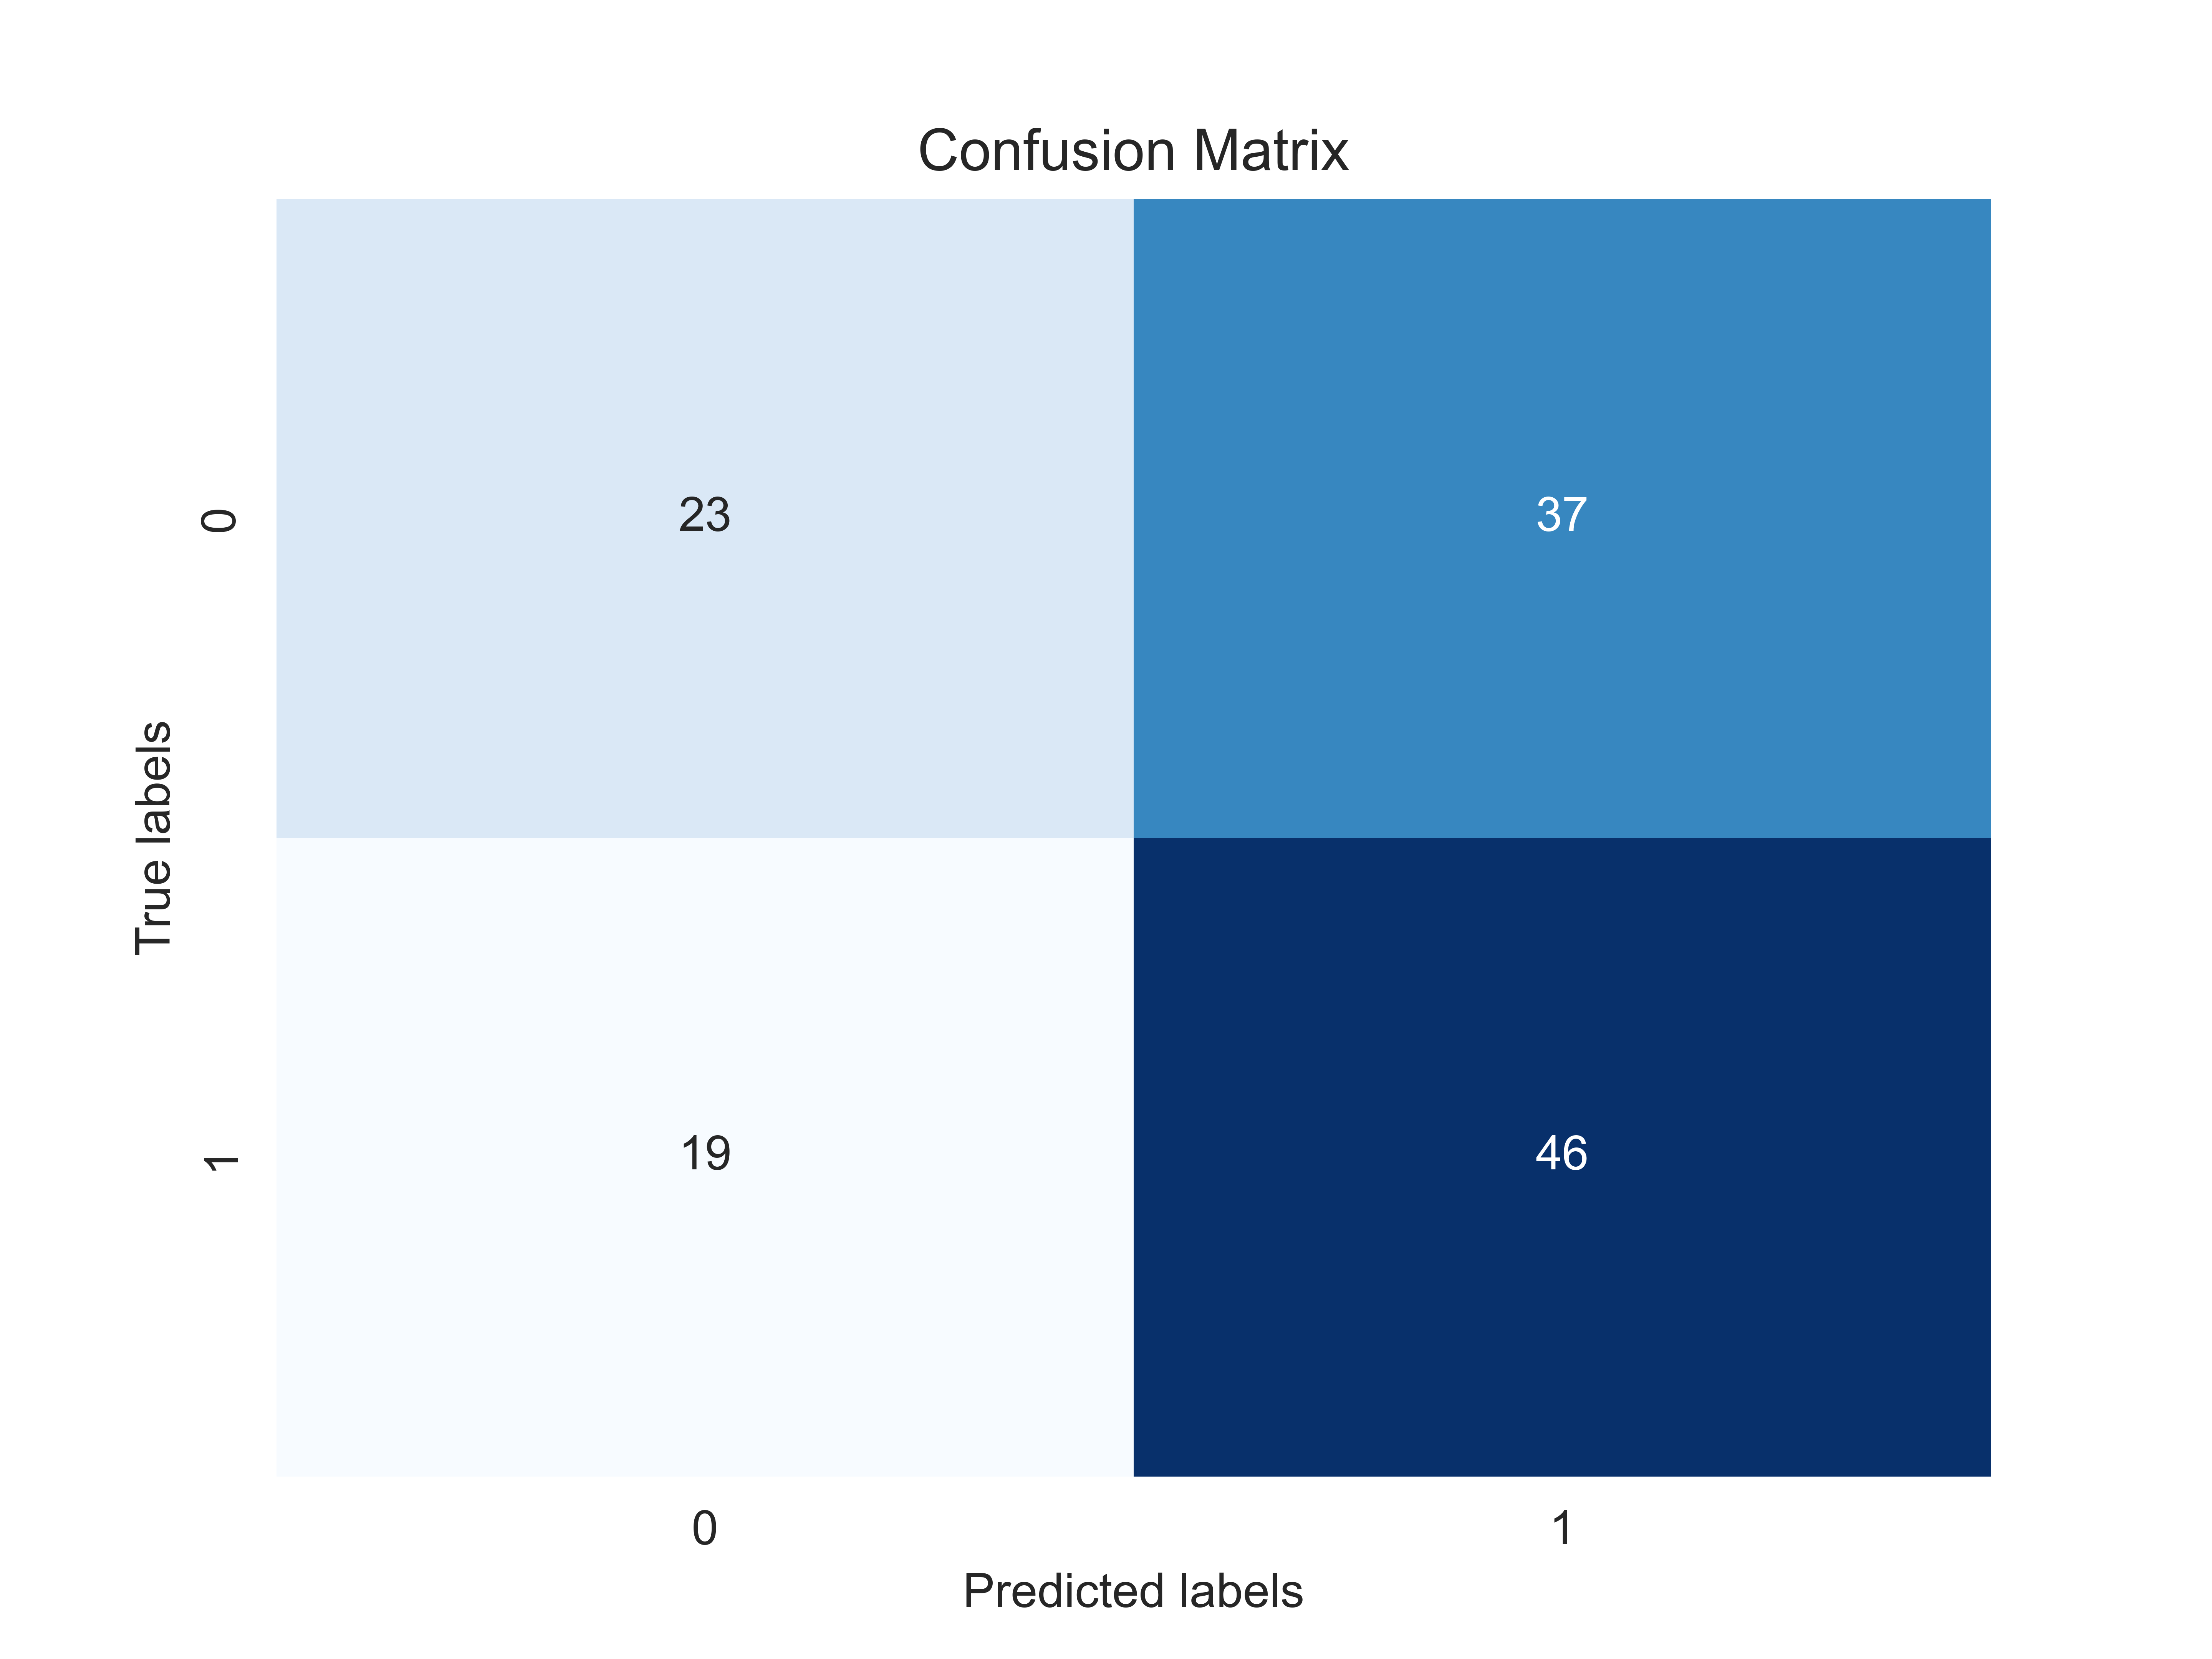 Confusion Matrix
True labels
0
23
37
1
19
46
0
1
Predicted labels